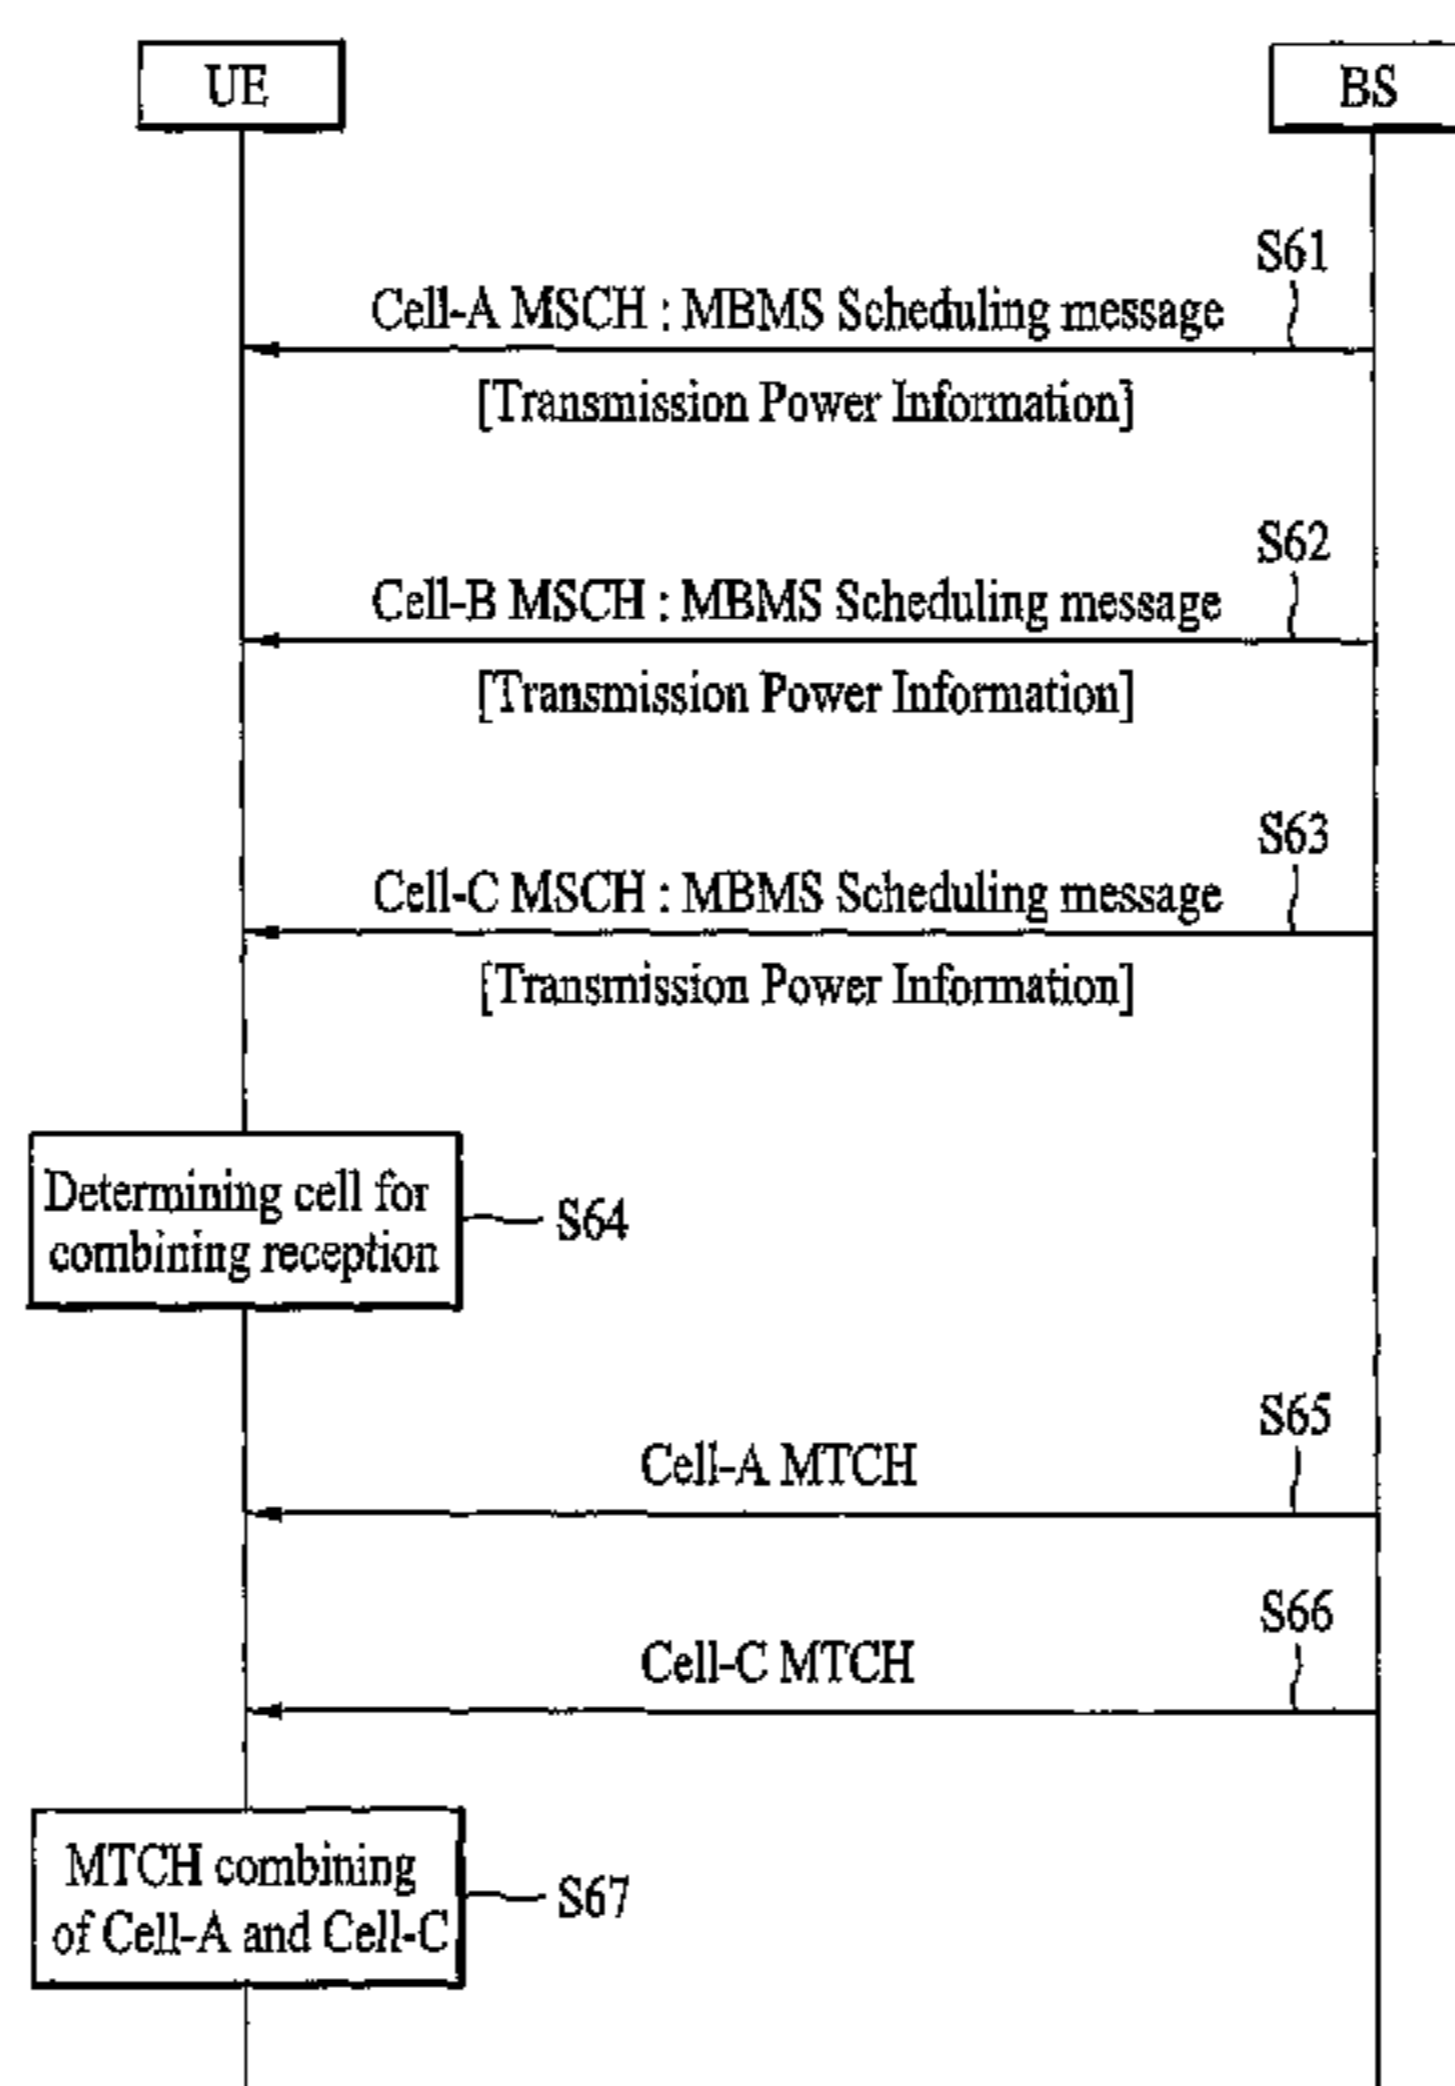 UE
BS
S61
Cell-A MSCH : MBMS Scheduling message
[Transmission Power Information]
S62
Cell-B MSCH : MBMS Scheduling message
[Transmission Power Information]
S63
Cell-C MSCH : MBMS Scheduling message
[Transmission Power Information]
Determining cell for
combining reception
S64
S65
Cell-A MTCH
S66
Cell-C MTCH
MTCH combining
of Cell-A and Cell-C
S67